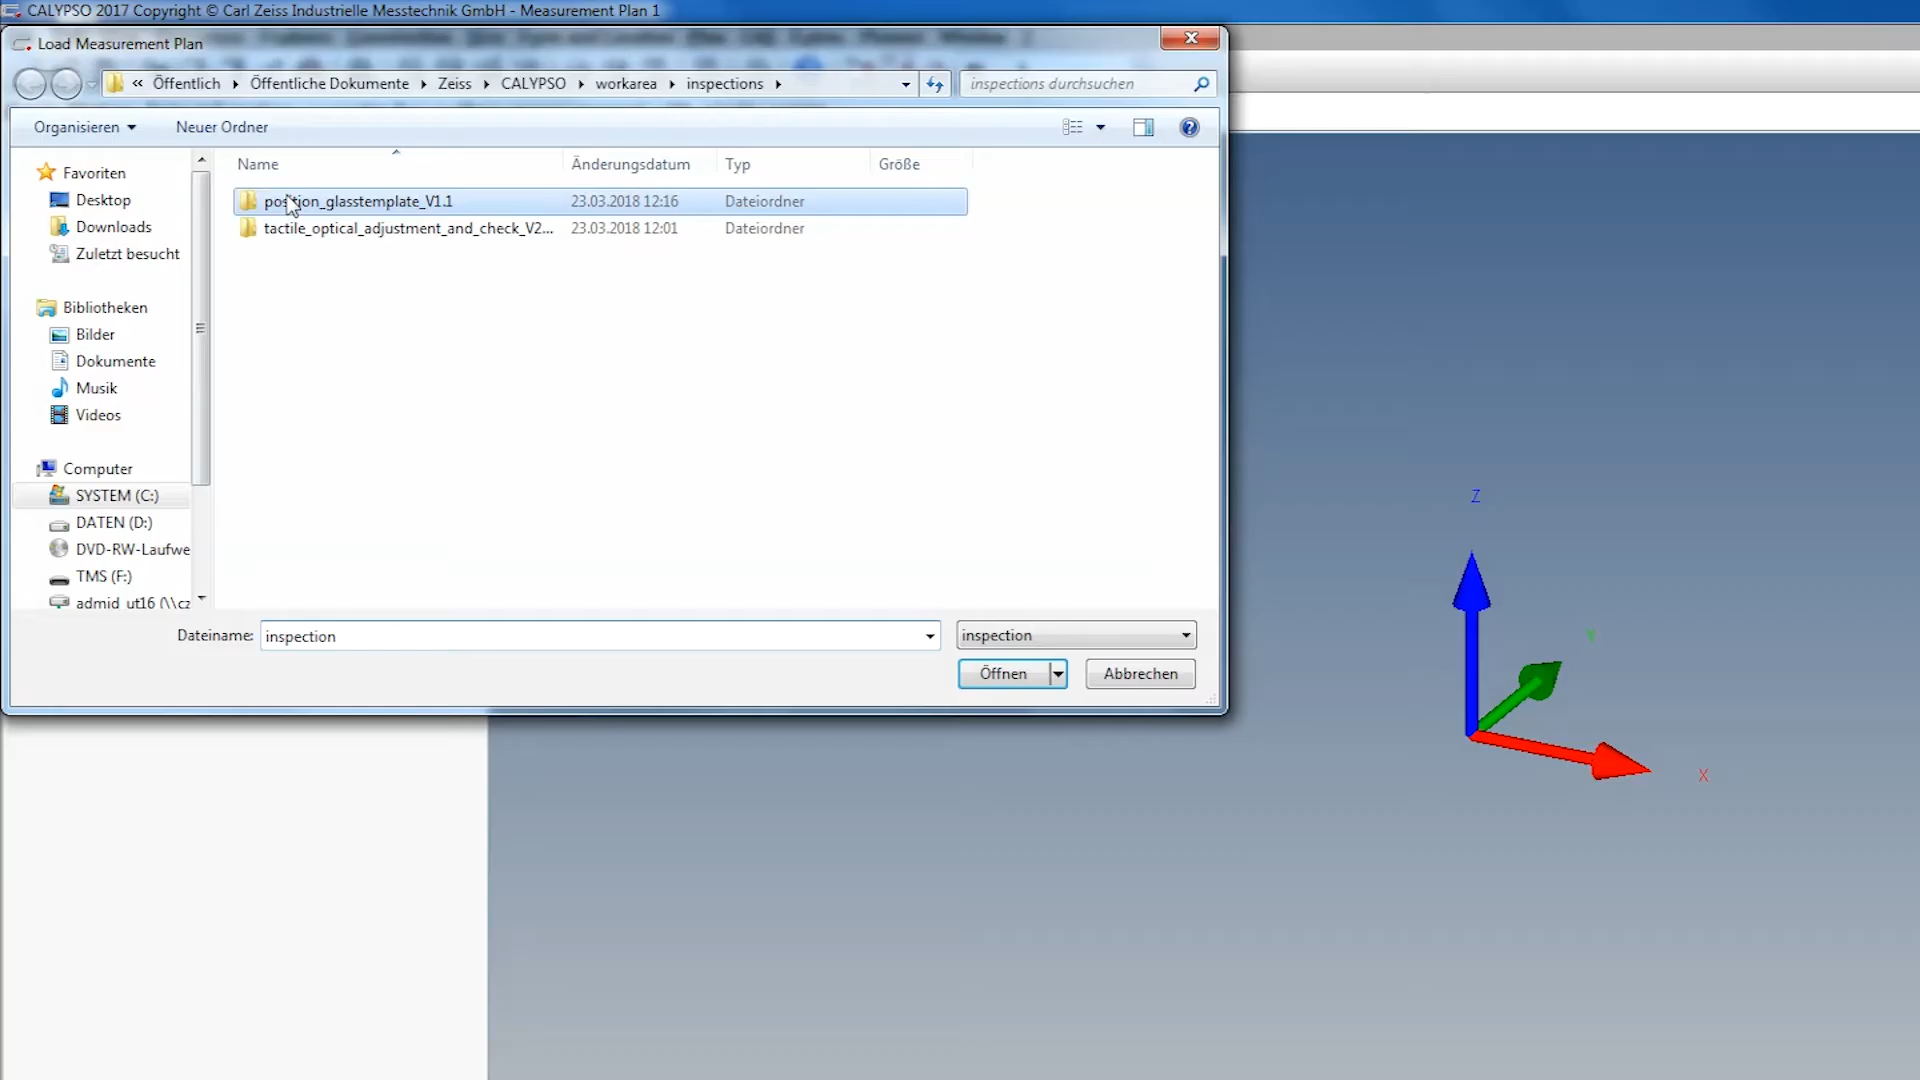 CALYPSO 2017 Copyright © Carl Zeiss Industrielle Messtechnik GmbH - Measurement Plan 1
Load Measurement Plan
« Öffentlich Öffentliche Dokumente Zeiss CALYPSO workarea inspections
inspections durchsuchen
Organisieren Neuer Ordner
Name Änderungsdatum Typ Größe
position_glasstemplate_V1.1 23.03.2018 12:16 Dateiordner
tactile_optical_adjustment_and_check_V2... 23.03.2018 12:01 Dateiordner
Favoriten
Desktop
Downloads
Zuletzt besucht
Bibliotheken
Bilder
Dokumente
Musik
Videos
Computer
SYSTEM (C:)
DATEN (D:)
DVD-RW-Laufwe
TMS (F:)
admid_ut16 (\\cz
Dateiname: inspection inspection
Öffnen Abbrechen
Z
Y
X